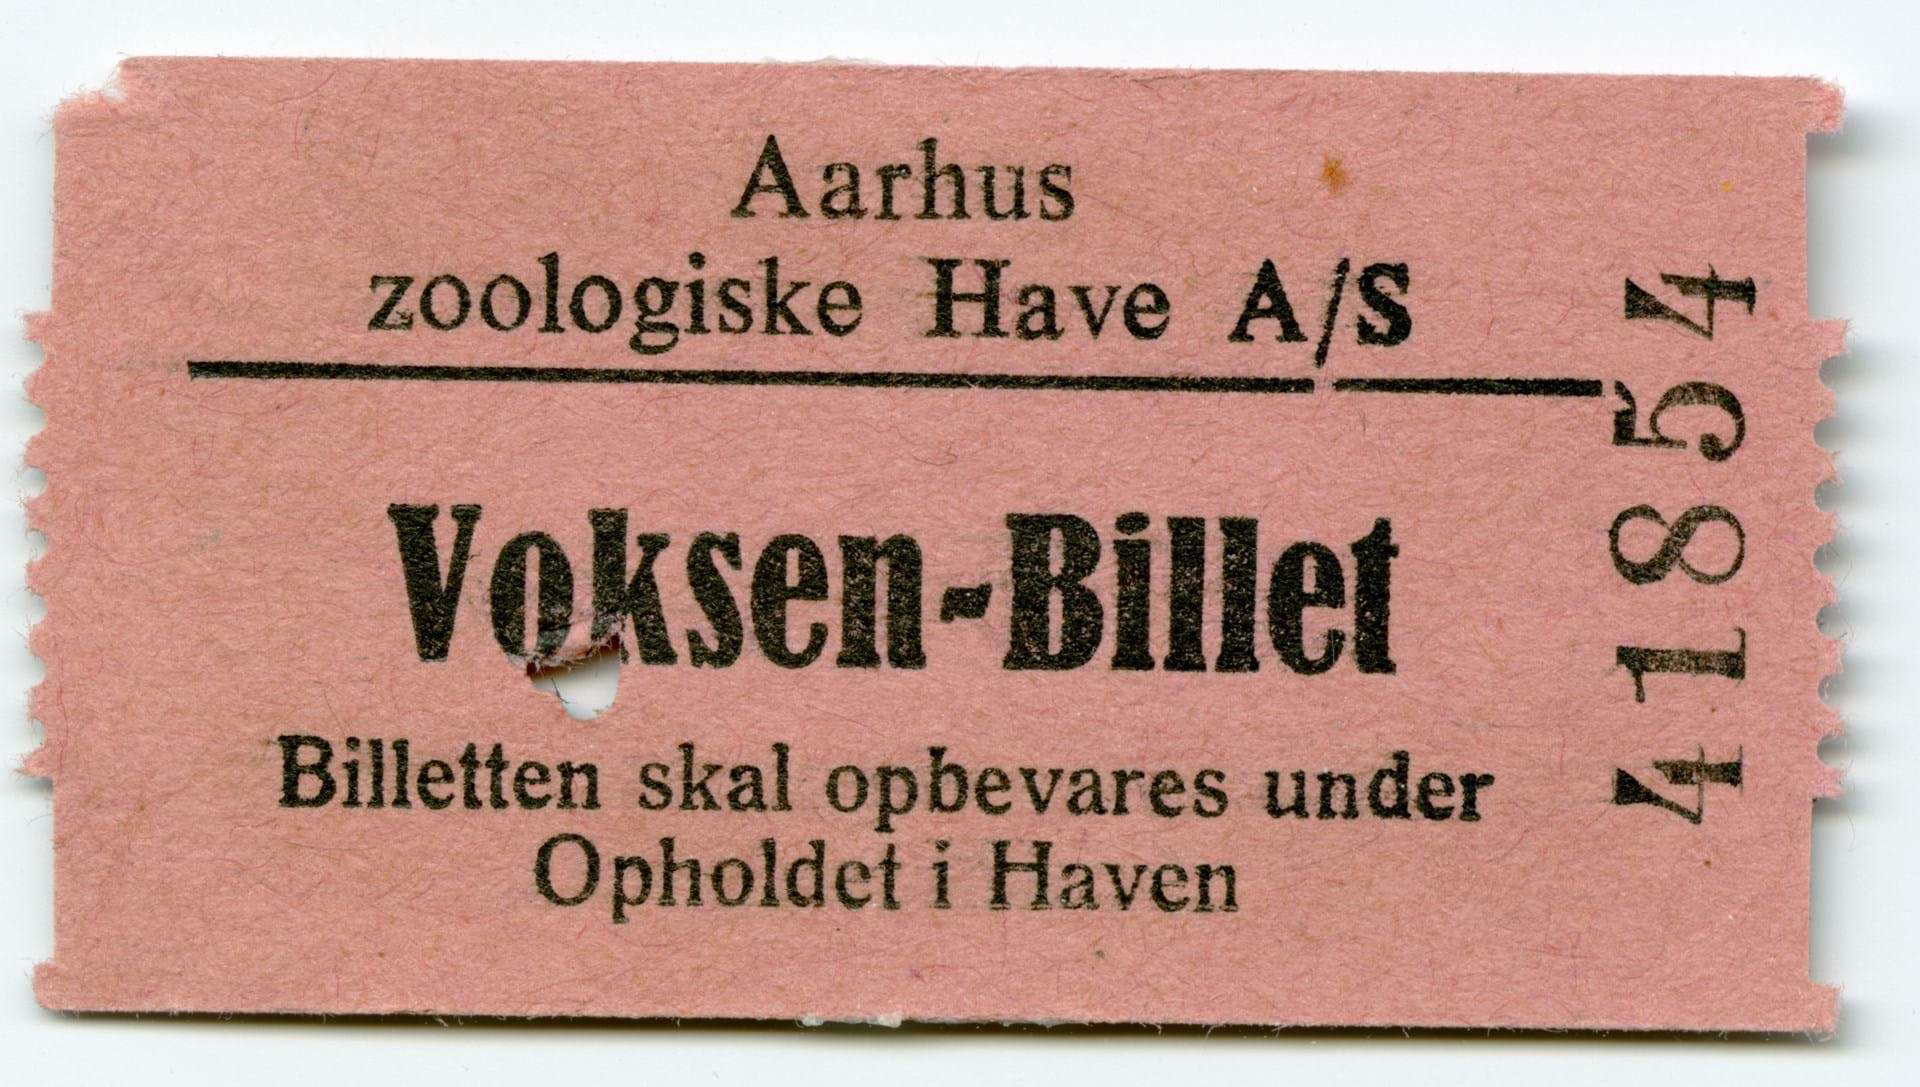 Aarhus
zoologiske Have A/S
Voksen-Billet
Billetten skal opbevares under
Opholdet i Haven
41854